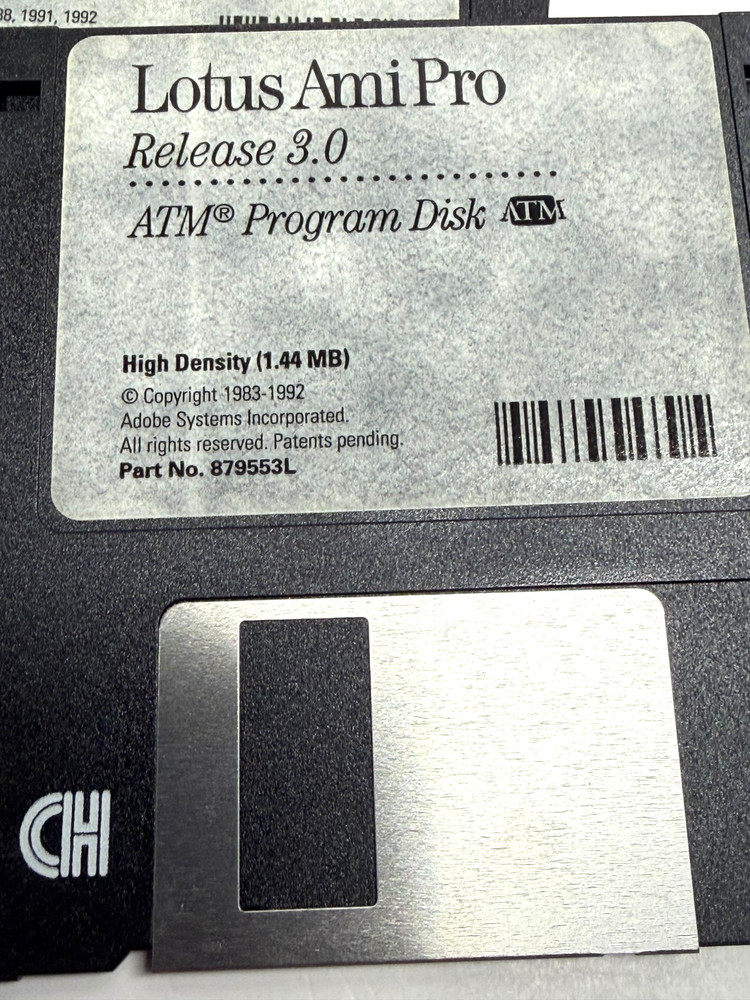 88, 1991, 1992
Lotus Ami Pro
Release 3.0
ATM® Program Disk ATM
High Density (1.44 MB)
© Copyright 1983-1992
Adobe Systems Incorporated.
All rights reserved. Patents pending.
Part No. 879553L
CH